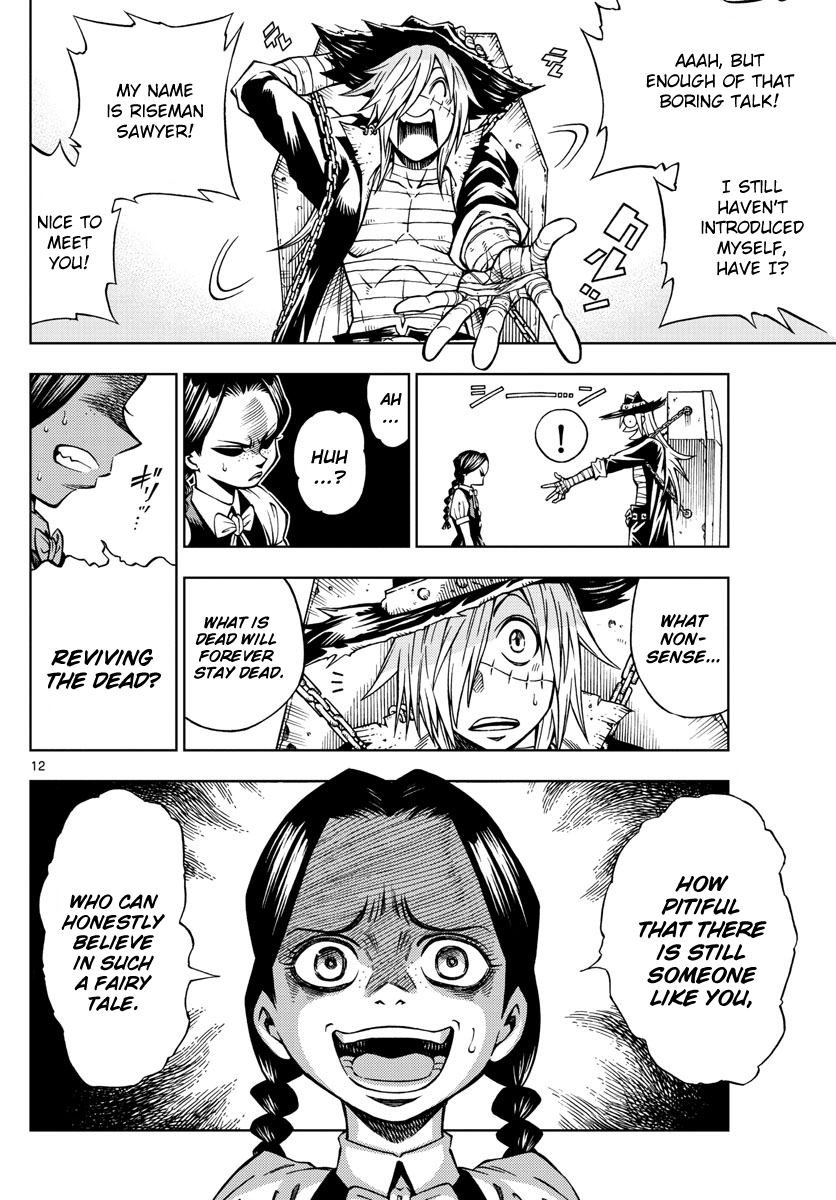 AAAH, BUT
ENOUGH OF THAT
BORING TALK!
I STILL
HAVEN'T
INTRODUCED
MYSELF,
HAVE I?
MY NAME
IS RISEMAN
SAWYER!
NICE TO
MEET
YOU!
!
AH
...
HUH
...?
REVIVING
THE DEAD?
WHAT
NON-
SENSE...
WHAT IS
DEAD WILL
FOREVER
STAY DEAD.
12
HOW
PITIFUL
THAT THERE
IS STILL
SOMEONE
LIKE YOU,
WHO CAN
HONESTLY
BELIEVE
IN SUCH
A FAIRY
TALE.